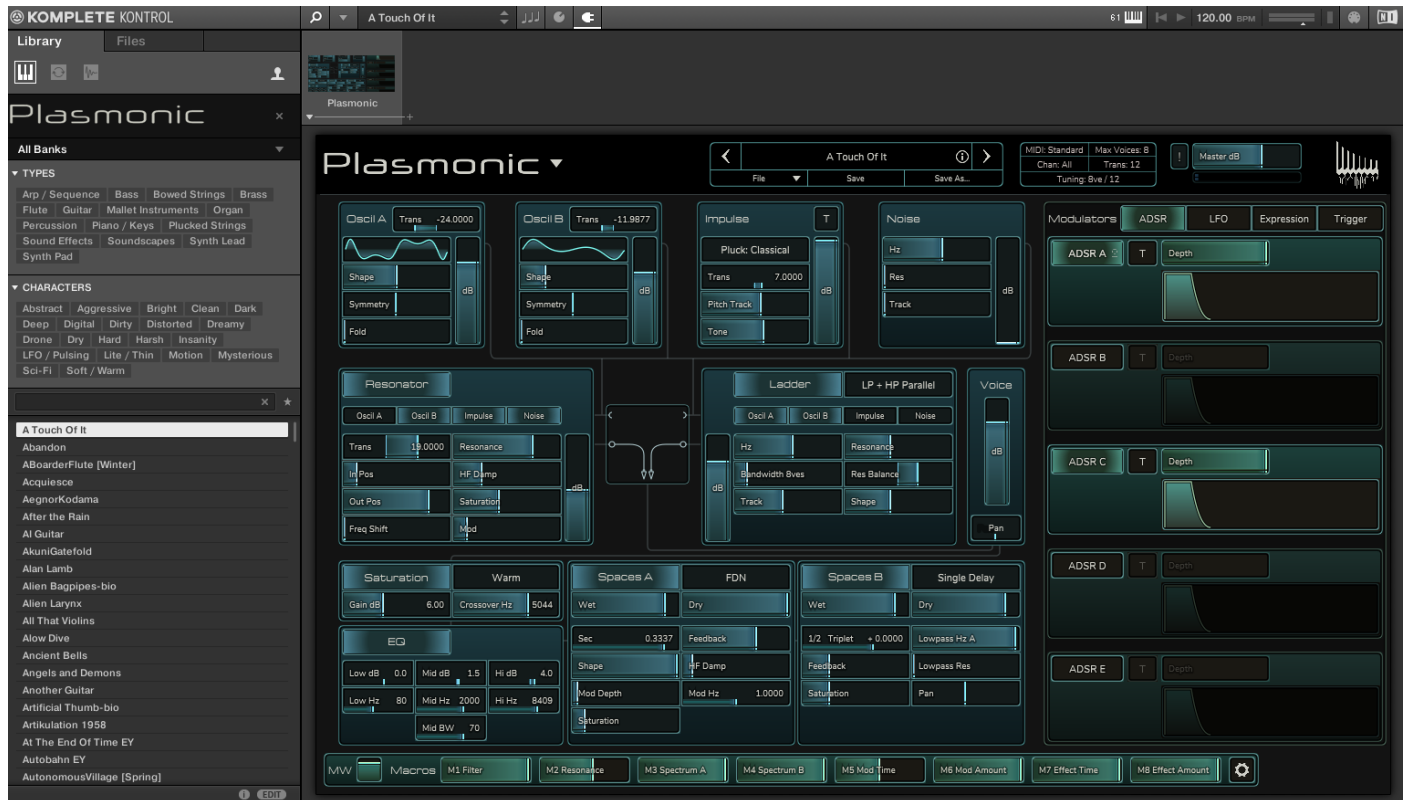 KOMPLETE KONTROL
A Touch Of It
61
120.00 BPM
Library Files
Plasmonic
All Banks
TYPES
Arp / Sequence Bass Bowed Strings Brass
Flute Guitar Mallet Instruments Organ
Percussion Piano / Keys Plucked Strings
Sound Effects Soundscapes Synth Lead
Synth Pad
CHARACTERS
Abstract Aggressive Bright Clean Dark
Deep Digital Dirty Distorted Dreamy
Drone Dry Hard Harsh Insanity
LFO / Pulsing Lite / Thin Motion Mysterious
Sci-Fi Soft / Warm
A Touch Of It
Abandon
ABoarderFlute [Winter]
Acquiesce
AegnorKodama
After the Rain
AI Guitar
AkuniGatefold
Alan Lamb
Alien Bagpipes-bio
Alien Larynx
All That Violins
Alow Dive
Ancient Bells
Angels and Demons
Another Guitar
Artificial Thumb-bio
Artikulation 1958
At The End Of Time EY
Autobahn EY
AutonomousVillage [Spring]
EDIT
Plasmonic
Plasmonic
A Touch Of It
File Save Save As...
MIDI: Standard Max Voices: 8
Chan: All Trans: 12
Tuning: 8ve / 12
! Master dB
Oscil A Trans -24.0000
Shape
Symmetry
Fold
dB
Oscil B Trans -11.9877
Shape
Symmetry
Fold
dB
Impulse T
Pluck: Classical
Trans 7.0000
Pitch Track
Tone
dB
Noise
Hz
Res
Track
dB
Modulators ADSR LFO Expression Trigger
ADSR A 2 T Depth
ADSR B T Depth
ADSR C T Depth
ADSR D T Depth
ADSR E T Depth
Resonator
Oscil A Oscil B Impulse Noise
Trans 19.0000 Resonance
In Pos HF Damp
Out Pos Saturation
Freq Shift Mod
dB
Ladder LP + HP Parallel
Oscil A Oscil B Impulse Noise
Hz Resonance
Bandwidth 8ves Res Balance
Track Shape
dB
Voice
dB
Pan
Saturation Warm
Gain dB 6.00 Crossover Hz 5044
EQ
Low dB 0.0 Mid dB 1.5 Hi dB 4.0
Low Hz 80 Mid Hz 2000 Hi Hz 8409
Mid BW 70
Spaces A FDN
Wet Dry
Sec 0.3337 Feedback
Shape HF Damp
Mod Depth Mod Hz 1.0000
Saturation
Spaces B Single Delay
Wet Dry
1/2 Triplet + 0.0000 Lowpass Hz A
Feedback Lowpass Res
Saturation Pan
MW Macros M1 Filter M2 Resonance M3 Spectrum A M4 Spectrum B M5 Mod Time M6 Mod Amount M7 Effect Time M8 Effect Amount